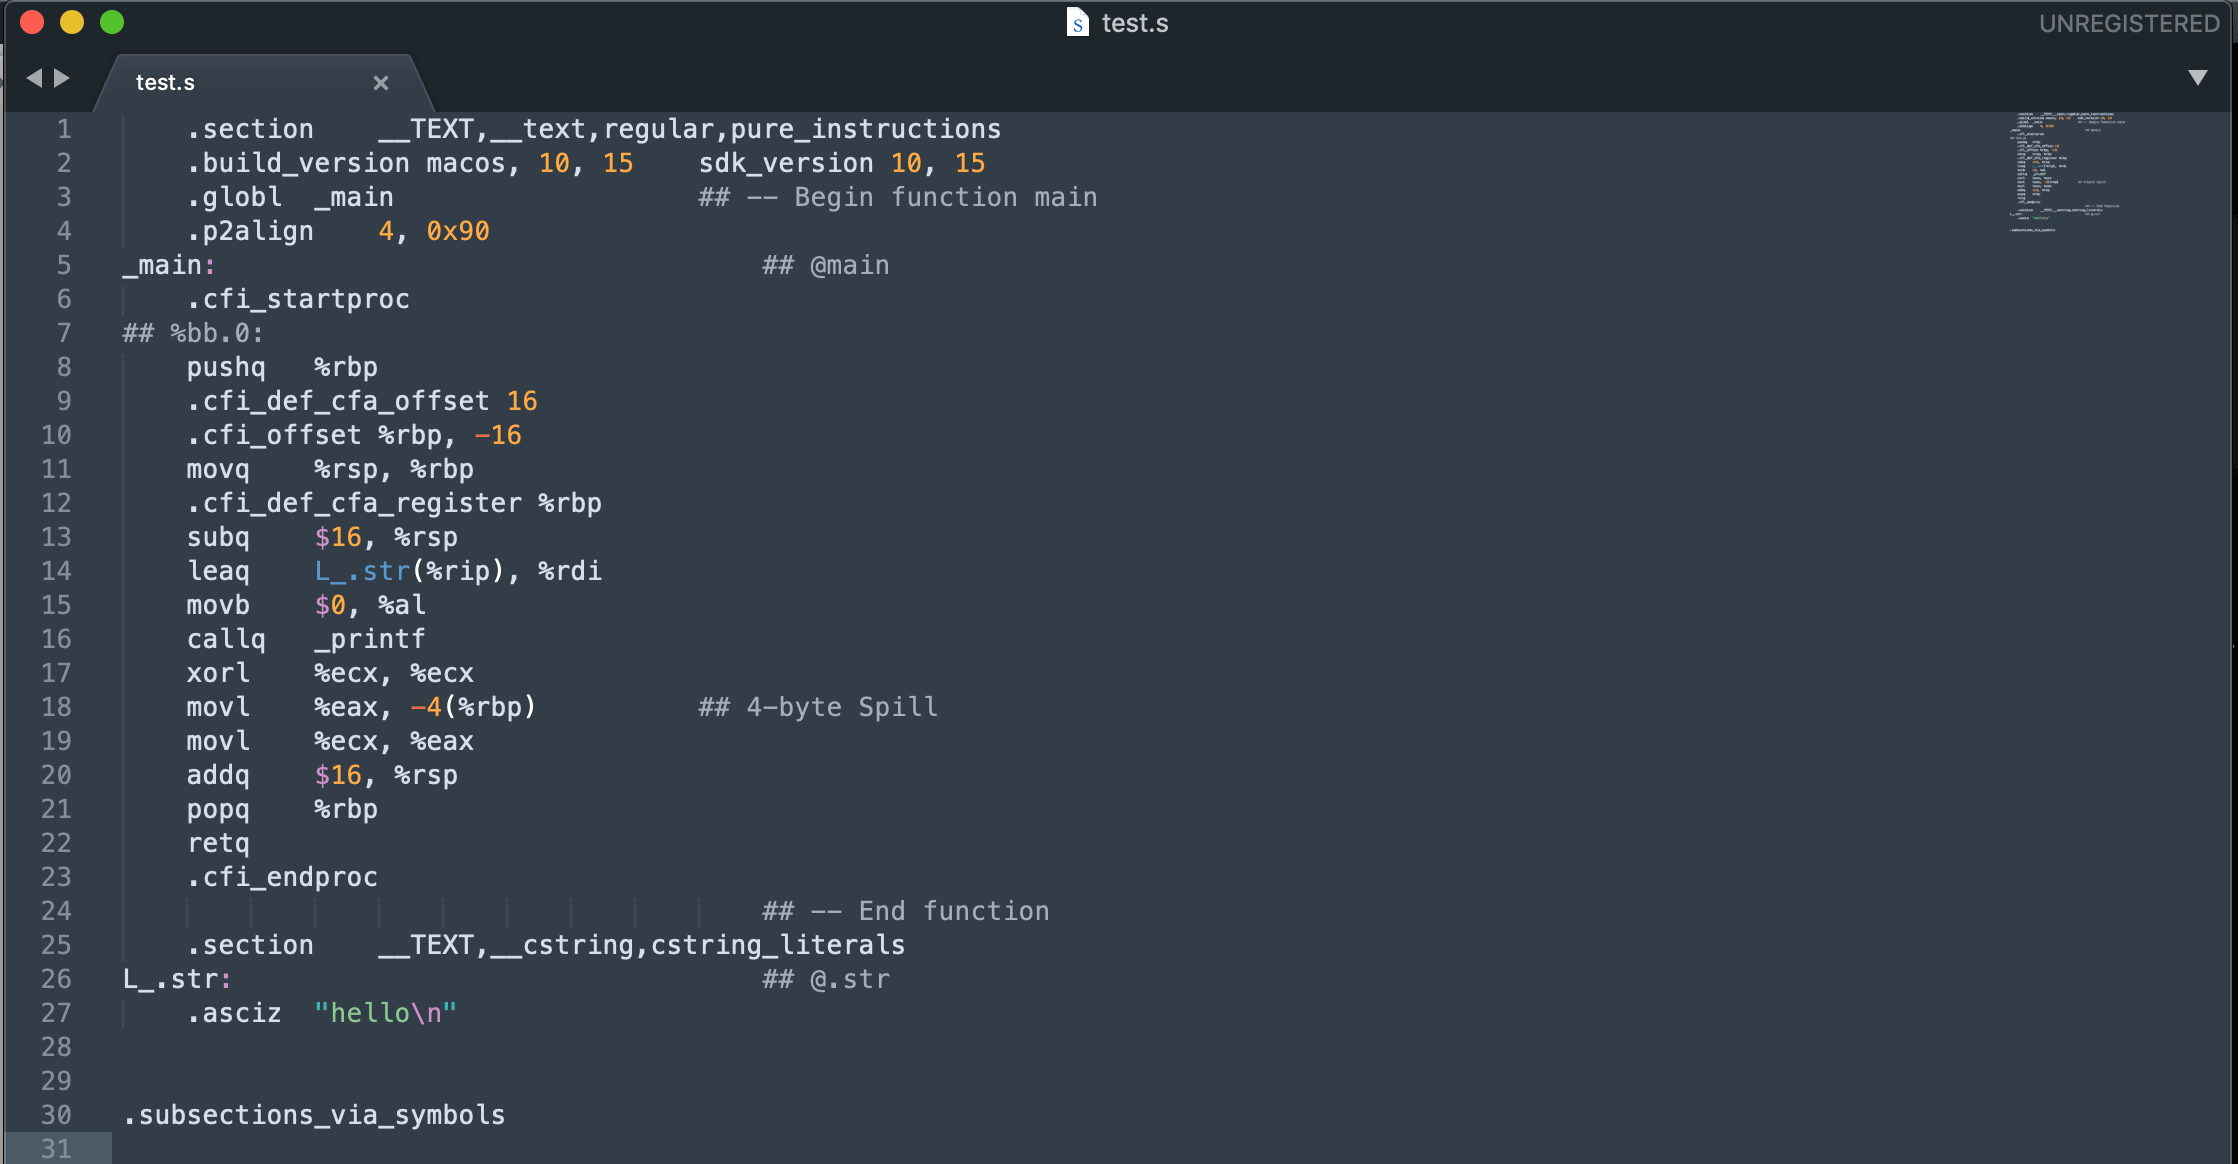 test.s
UNREGISTERED
test.s
1 .section __TEXT,__text,regular,pure_instructions
2 .build_version macos, 10, 15 sdk_version 10, 15
3 .globl _main ## -- Begin function main
4 .p2align 4, 0x90
5 _main: ## @main
6 .cfi_startproc
7 ## %bb.0:
8 pushq %rbp
9 .cfi_def_cfa_offset 16
10 .cfi_offset %rbp, -16
11 movq %rsp, %rbp
12 .cfi_def_cfa_register %rbp
13 subq $16, %rsp
14 leaq L_.str(%rip), %rdi
15 movb $0, %al
16 callq _printf
17 xorl %ecx, %ecx
18 movl %eax, -4(%rbp) ## 4-byte Spill
19 movl %ecx, %eax
20 addq $16, %rsp
21 popq %rbp
22 retq
23 .cfi_endproc
24 ## -- End function
25 .section __TEXT,__cstring,cstring_literals
26 L_.str: ## @.str
27 .asciz "hello\n"
28
29
30 .subsections_via_symbols
31